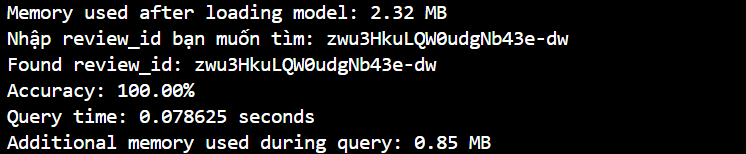 Memory used after loading model: 2.32 MB
Nhập review_id bạn muốn tìm: zwu3HkuLQW0udgNb43e-dw
Found review_id: zwu3HkuLQW0udgNb43e-dw
Accuracy: 100.00%
Query time: 0.078625 seconds
Additional memory used during query: 0.85 MB